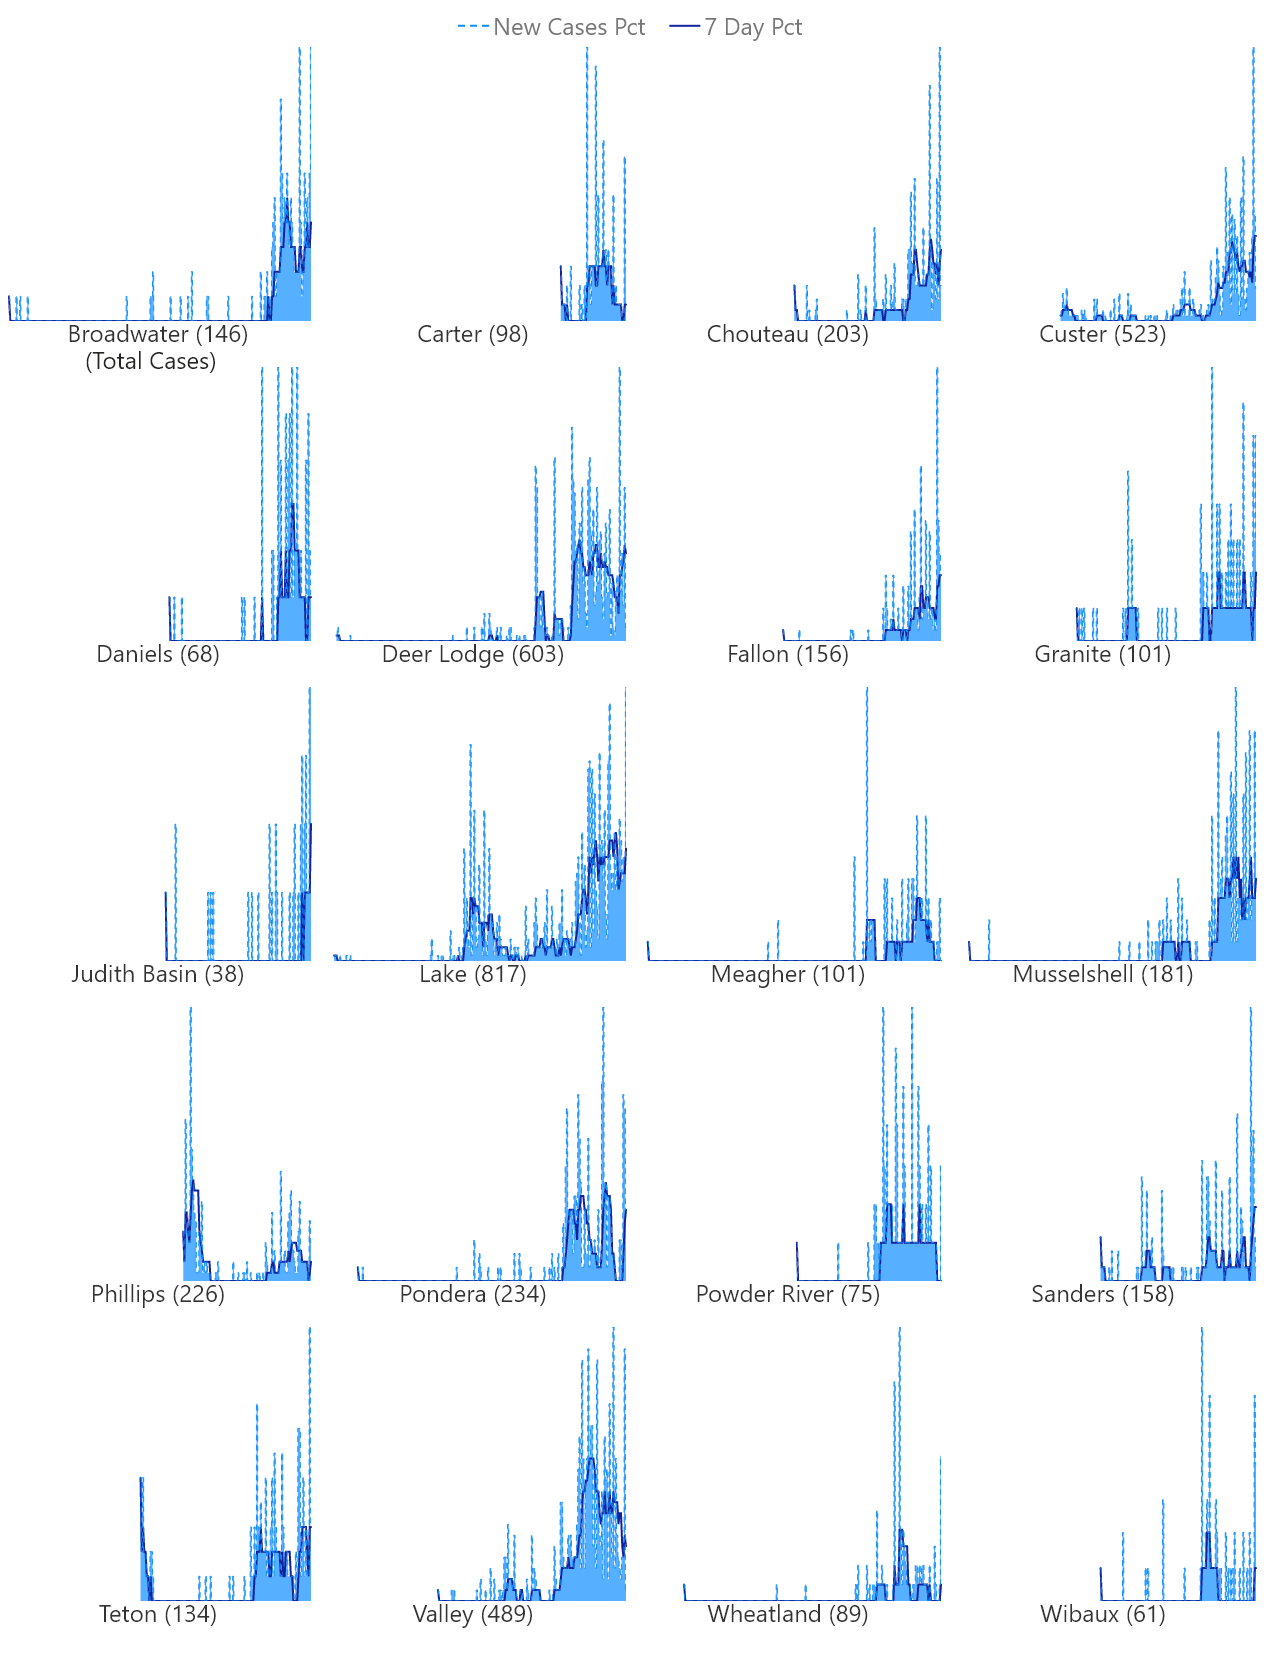 New Cases Pct 7 Day Pct
Broadwater (146) Carter (98) Chouteau (203) Custer (523)
(Total Cases)
Daniels (68) Deer Lodge (603) Fallon (156) Granite (101)
Judith Basin (38) Lake (817) Meagher (101) Musselshell (181)
Phillips (226) Pondera (234) Powder River (75) Sanders (158)
Teton (134) Valley (489) Wheatland (89) Wibaux (61)